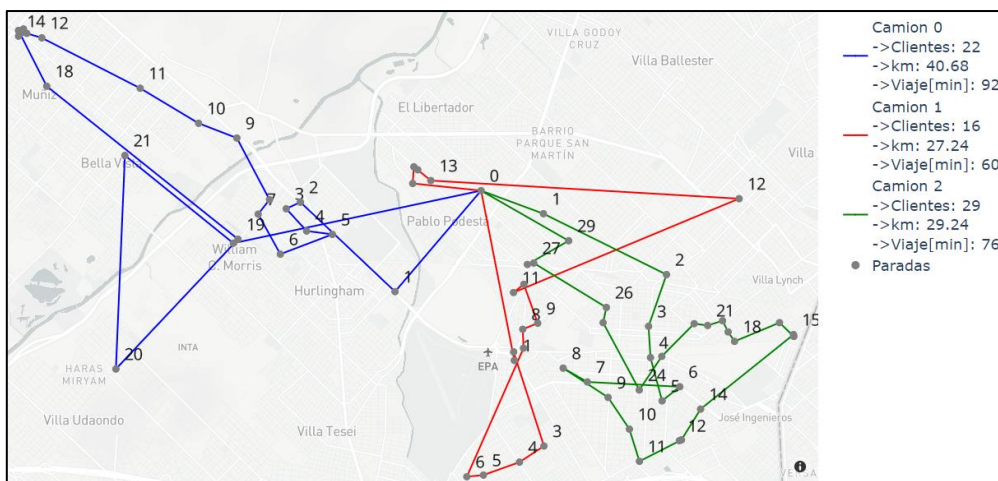 14
12
VILLA GODOY
CRUZ
Villa Ballester
18
11
Muñiz
El Libertador
10
9
BARRIO
PARQUE SAN
MARTÍN
Villa
21
Bella Vista
13
0
12
7
3
2
4
5
1
Pablo Podestá
29
19
William
C. Morris
6
27
2
Villa Lynch
Hurlingham
1
11
26
INTA
8
9
3
21
18
15
20
HARAS
MIRYAM
EPA
1
4
8
7
24
5
6
9
14
Villa Udaondo
10
José Ingenieros
Villa Tesei
3
4
11
12
6
5
VERSA
Camion 0
->Clientes: 22
->km: 40.68
->Viaje[min]: 92
Camion 1
->Clientes: 16
->km: 27.24
->Viaje[min]: 60
Camion 2
->Clientes: 29
->km: 29.24
->Viaje[min]: 76
Paradas